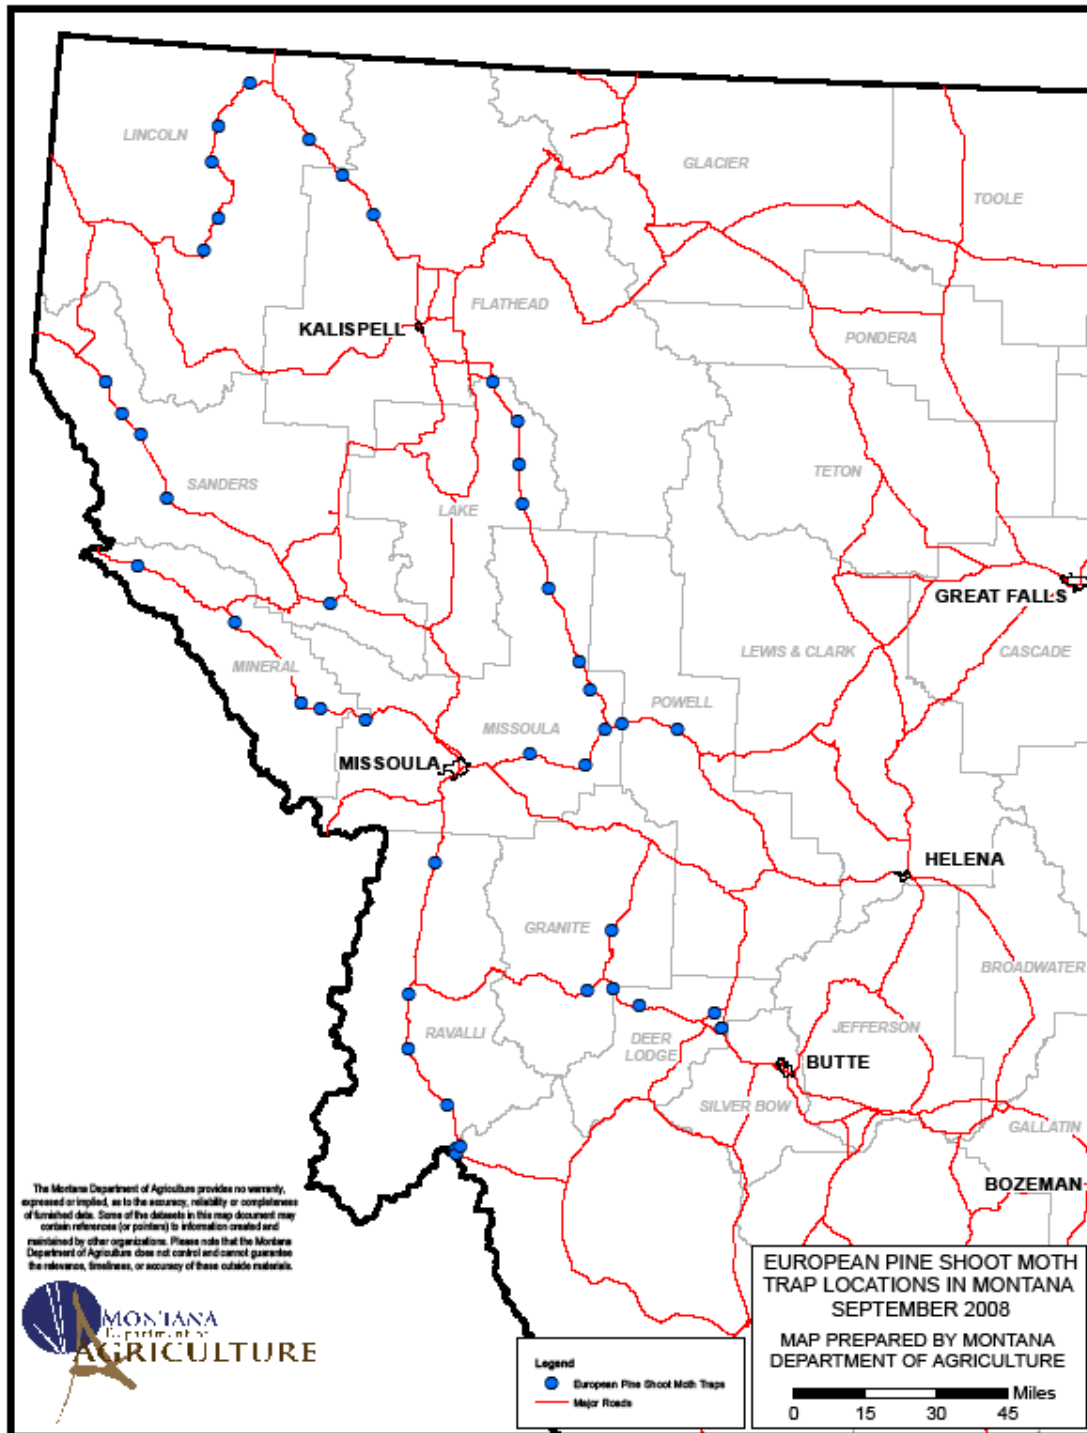 LINCOLN
GLACIER
TOOLE
FLATHEAD
KALISPELL
PONDERA
TETON
SANDERS
LAKE
GREAT FALLS
LEWIS & CLARK
CASCADE
MINERAL
POWELL
MISSOULA
MISSOULA
HELENA
GRANITE
BROADWATER
RAVALLI
DEER
LODGE
JEFFERSON
BUTTE
SILVER BOW
GALLATIN
BOZEMAN
The Montana Department of Agriculture provides no warranty,
expressed or implied, as to the accuracy, reliability or completeness
of furnished data. Some of the datasets in this map document may
contain references (or pointers) to information created and
maintained by other organizations. Please note that the Montana
Department of Agriculture does not control and cannot guarantee
the relevance, timeliness, or accuracy of these outside materials.
MONTANA
Department of
AGRICULTURE
Legend
European Pine Shoot Moth Traps
Major Roads
EUROPEAN PINE SHOOT MOTH
TRAP LOCATIONS IN MONTANA
SEPTEMBER 2008
MAP PREPARED BY MONTANA
DEPARTMENT OF AGRICULTURE
Miles
0 15 30 45